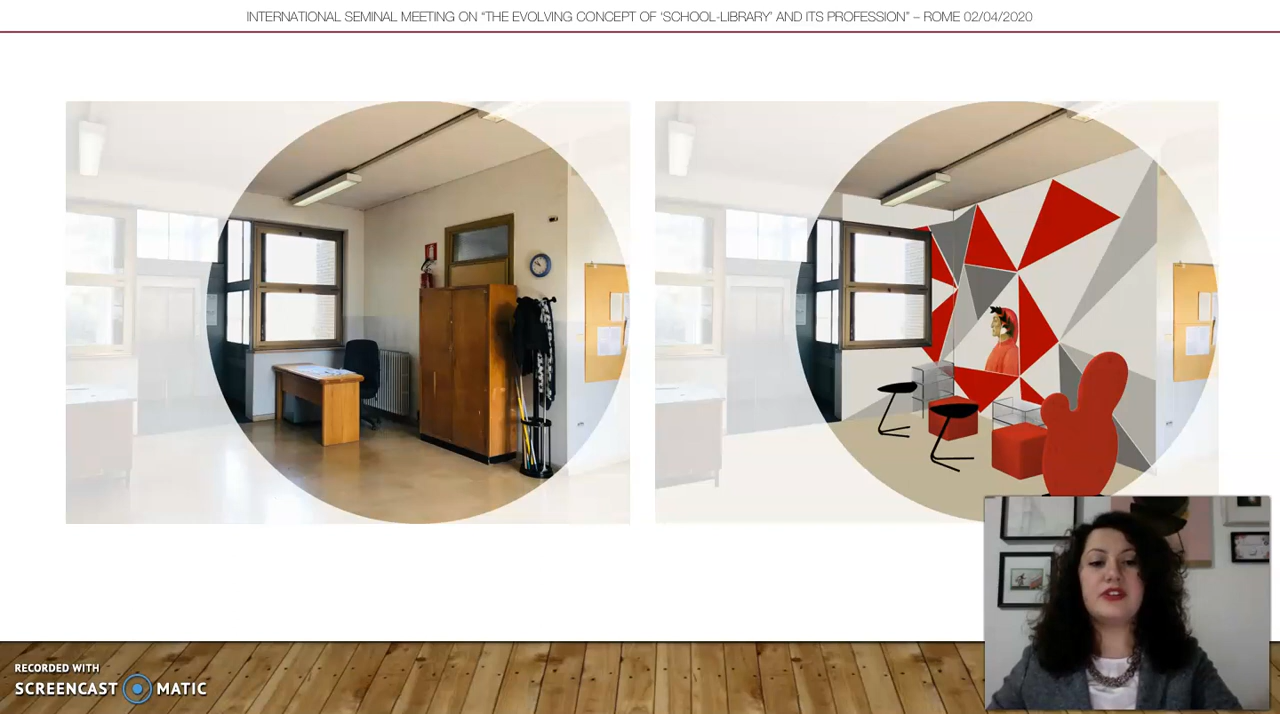 INTERNATIONAL SEMINAL MEETING ON “THE EVOLVING CONCEPT OF ‘SCHOOL-LIBRARY’ AND ITS PROFESSION” – ROME 02/04/2020
RECORDED WITH
SCREENCAST MATIC